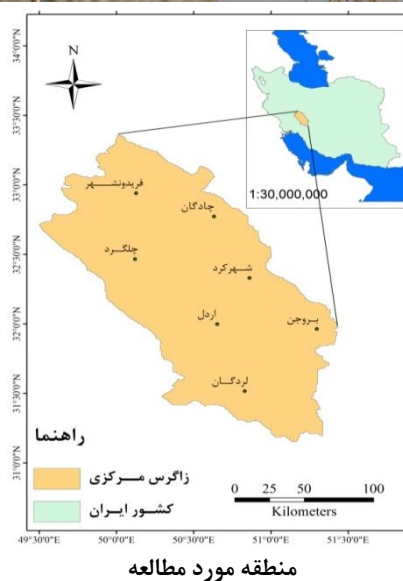 N
34°0'0"N
33°30'0"N
33°0'0"N
32°30'0"N
32°0'0"N
31°30'0"N
31°0'0"N
1:30,000,000
فریدونشهر
چادگان
چلگرد
شهرکرد
اردل
بروجن
لردگان
راهنما
زاگرس مرکزی
کشور ایران
0 25 50 100
Kilometers
49°30'0"E 50°0'0"E 50°30'0"E 51°0'0"E 51°30'0"E
منطقه مورد مطالعه